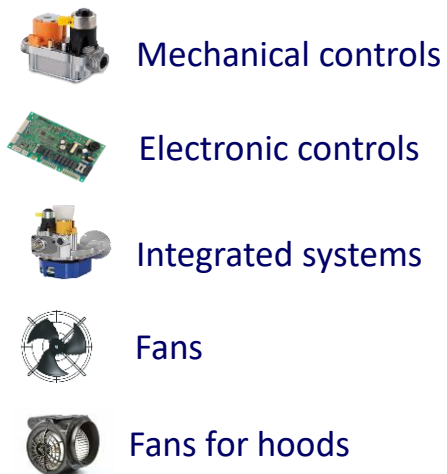 Mechanical controls
Electronic controls
Integrated systems
Fans
Fans for hoods